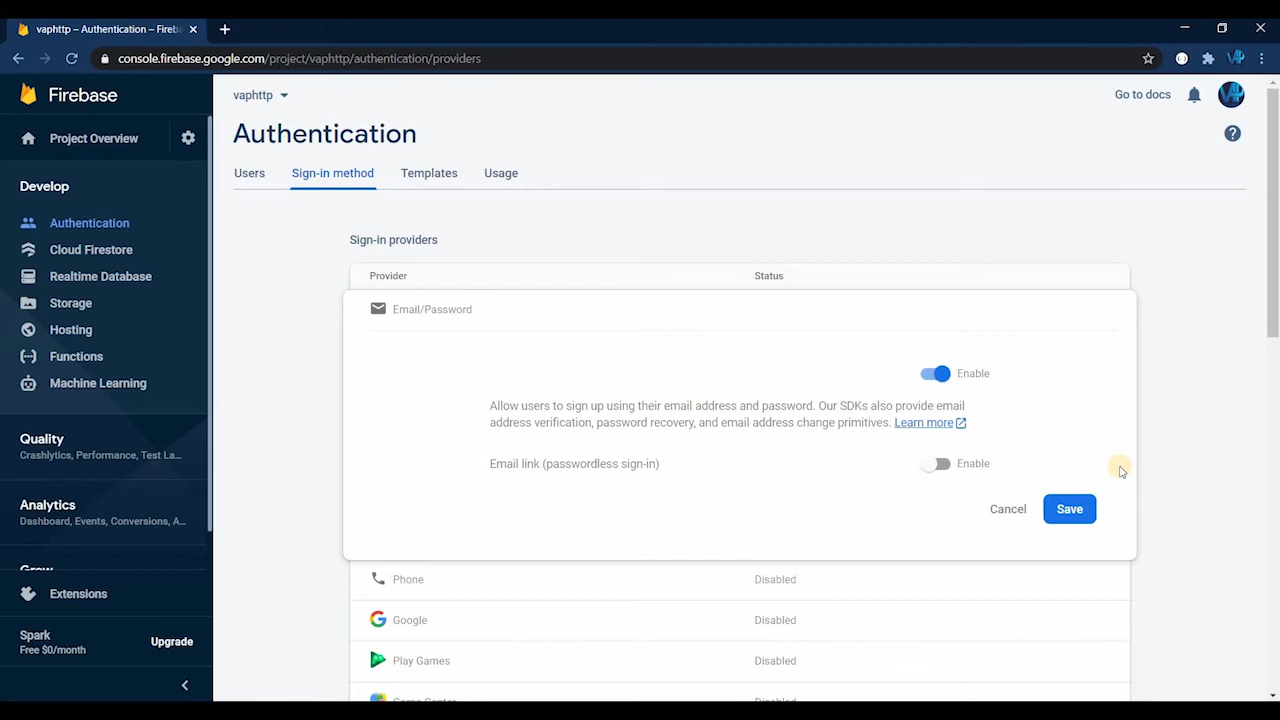 vaphttp – Authentication – Fireba
console.firebase.google.com/project/vaphttp/authentication/providers
Firebase
Project Overview
Develop
Authentication
Cloud Firestore
Realtime Database
Storage
Hosting
Functions
Machine Learning
Quality
Crashlytics, Performance, Test La...
Analytics
Dashboard, Events, Conversions, A...
Grow
Extensions
Spark
Free $0/month
Upgrade
vaphttp
Go to docs
Authentication
Users
Sign-in method
Templates
Usage
Sign-in providers
Provider
Status
Email/Password
Enable
Allow users to sign up using their email address and password. Our SDKs also provide email
address verification, password recovery, and email address change primitives. Learn more
Email link (passwordless sign-in)
Enable
Cancel
Save
Phone
Disabled
Google
Disabled
Play Games
Disabled
Game Center
Disabled